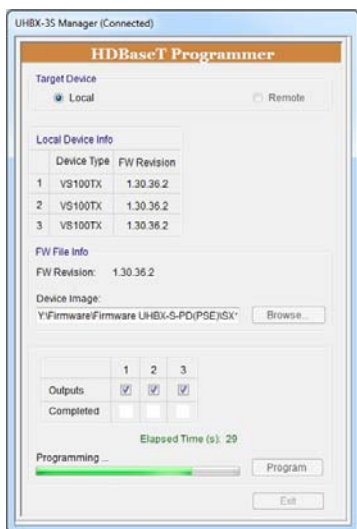 UHBX-3S Manager (Connected)
HDBaseT Programmer
Target Device
Local
Remote
Local Device Info
Device Type FW Revision
1 VS100TX 1.30.36.2
2 VS100TX 1.30.36.2
3 VS100TX 1.30.36.2
FW File Info
FW Revision: 1.30.36.2
Device Image:
Y:\Firmware\Firmware UHBX-S-PD(PSE)\SX
Browse...
1 2 3
Outputs
Completed
Elapsed Time (s): 29
Programming ...
Program
Exit